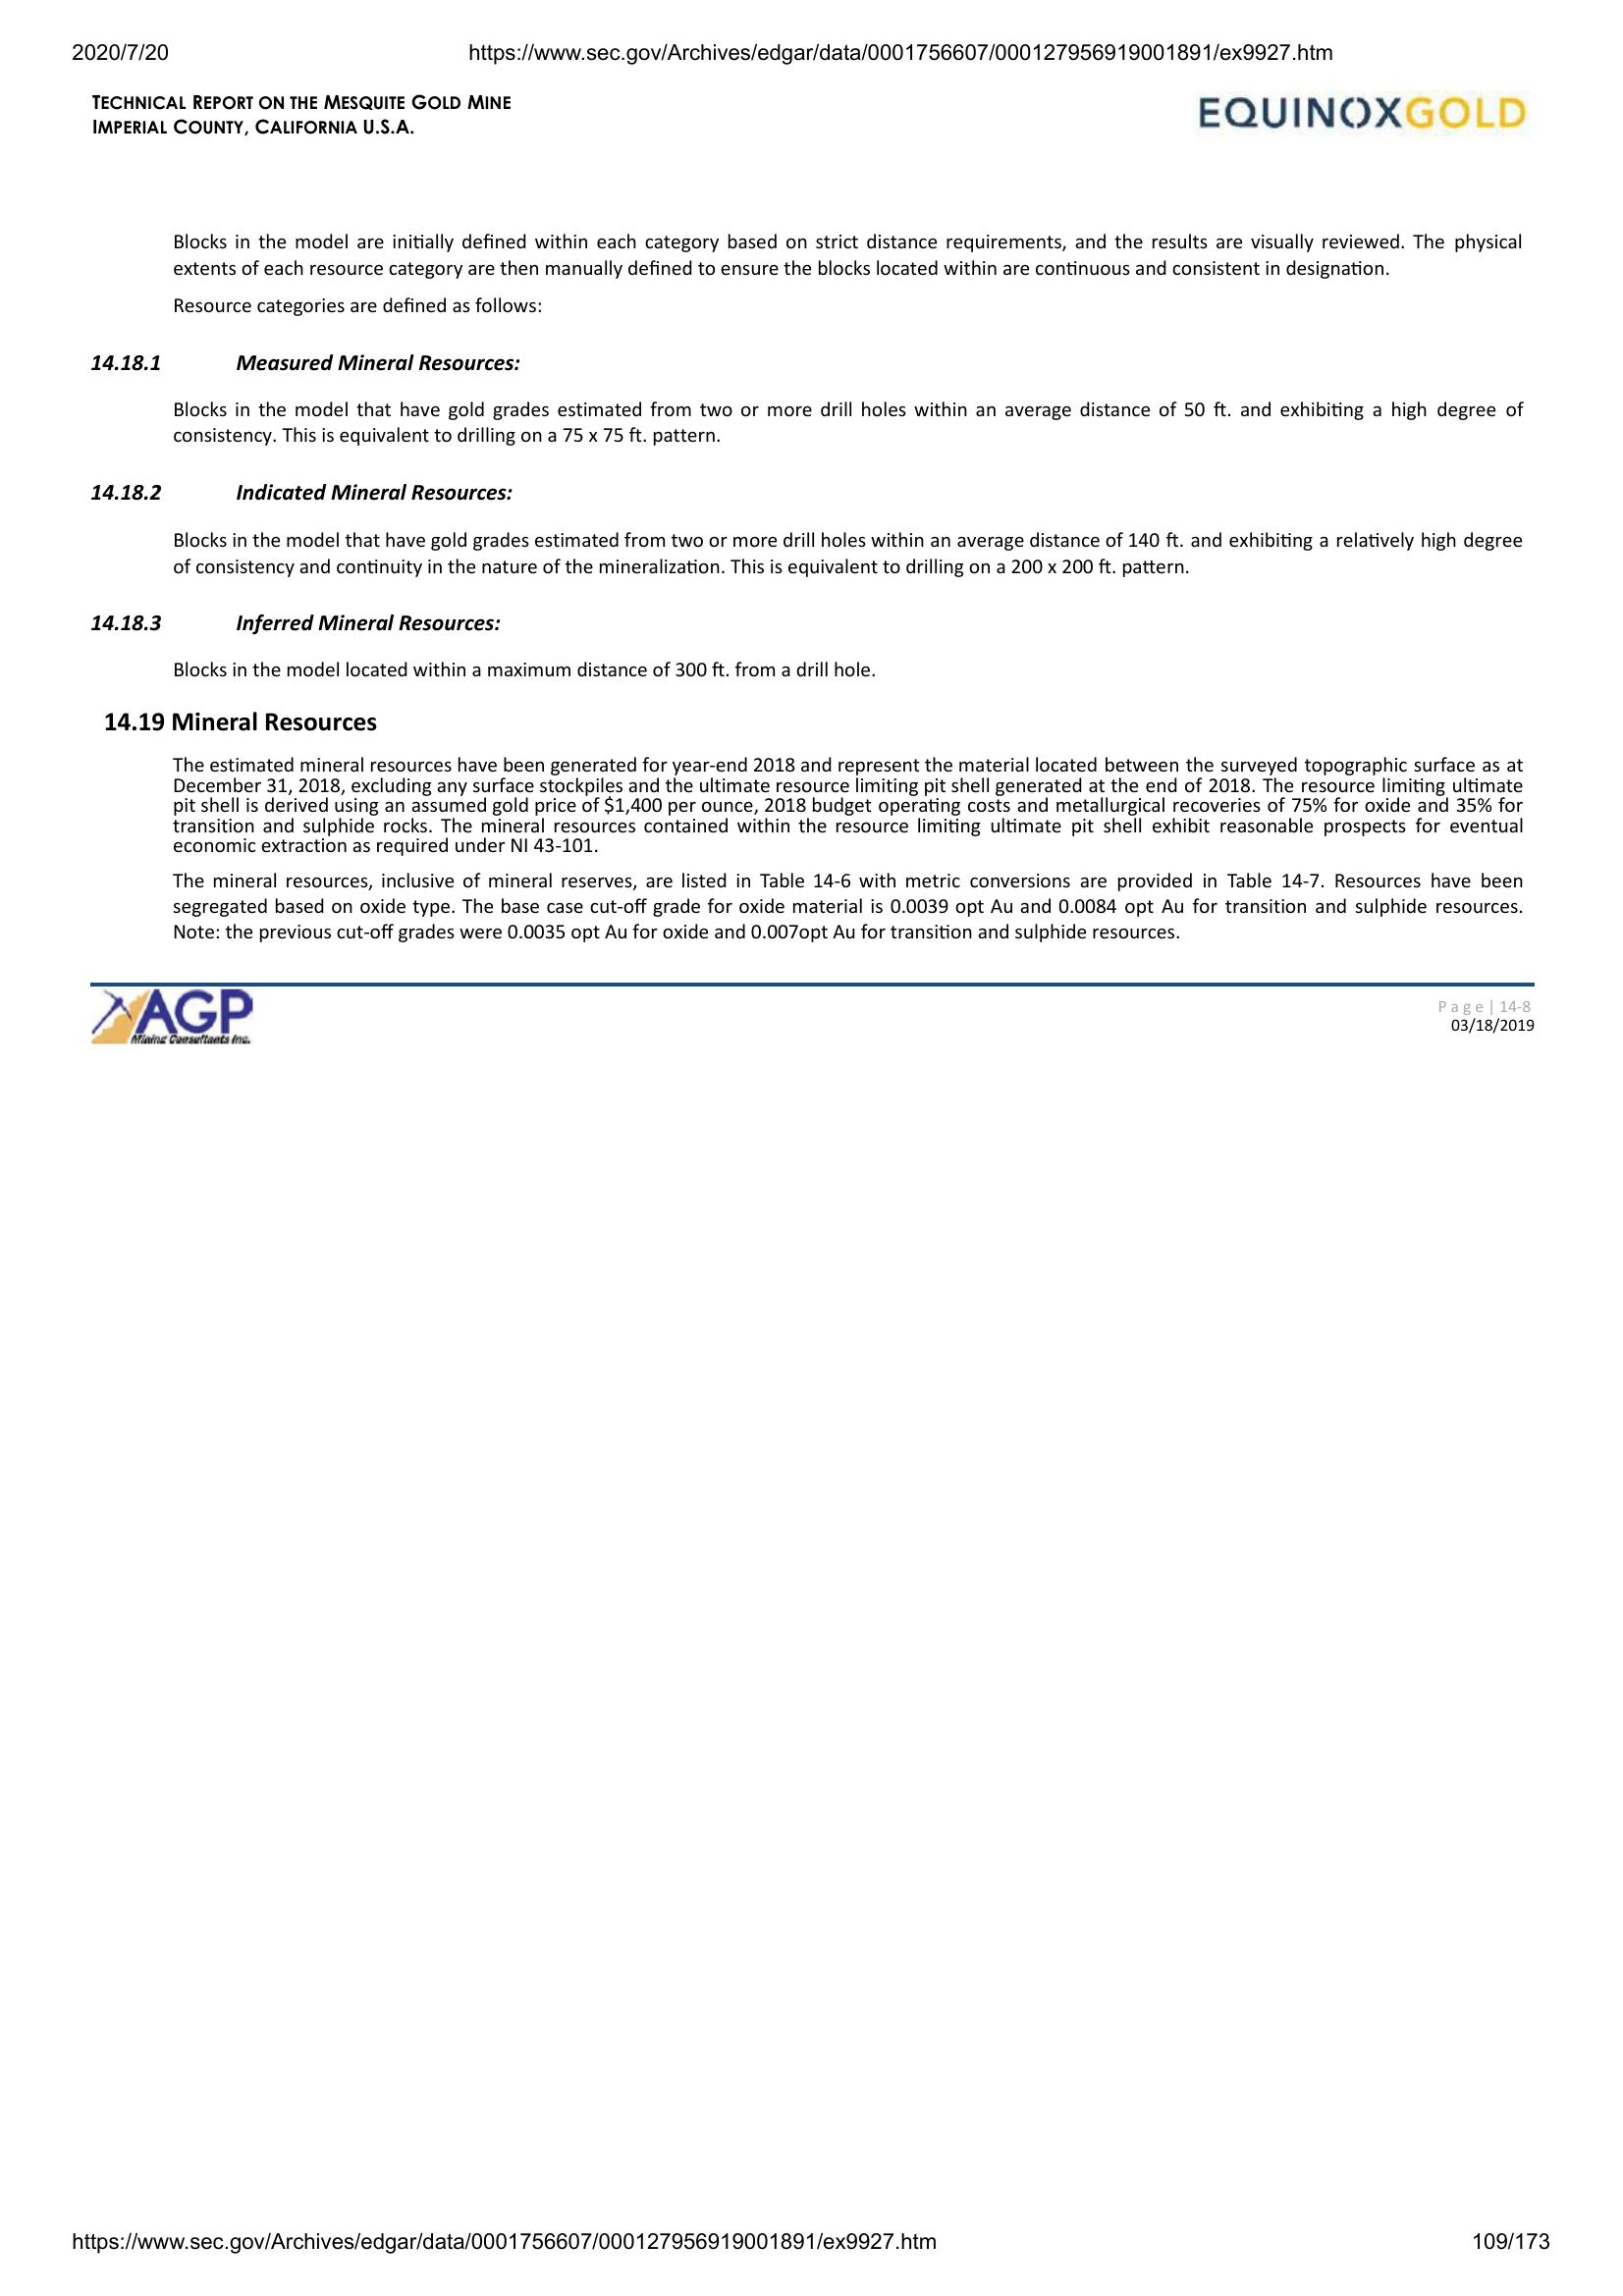 2020/7/20 https://www.sec.gov/Archives/edgar/data/0001756607/000127956919001891/ex9927.htm
TECHNICAL REPORT ON THE MESQUITE GOLD MINE
IMPERIAL COUNTY, CALIFORNIA U.S.A.
EQUINOXGOLD
Blocks in the model are initially defined within each category based on strict distance requirements, and the results are visually reviewed. The physical
extents of each resource category are then manually defined to ensure the blocks located within are continuous and consistent in designation.
Resource categories are defined as follows:
14.18.1 Measured Mineral Resources:
Blocks in the model that have gold grades estimated from two or more drill holes within an average distance of 50 ft. and exhibiting a high degree of
consistency. This is equivalent to drilling on a 75 x 75 ft. pattern.
14.18.2 Indicated Mineral Resources:
Blocks in the model that have gold grades estimated from two or more drill holes within an average distance of 140 ft. and exhibiting a relatively high degree
of consistency and continuity in the nature of the mineralization. This is equivalent to drilling on a 200 x 200 ft. pattern.
14.18.3 Inferred Mineral Resources:
Blocks in the model located within a maximum distance of 300 ft. from a drill hole.
14.19 Mineral Resources
The estimated mineral resources have been generated for year-end 2018 and represent the material located between the surveyed topographic surface as at
December 31, 2018, excluding any surface stockpiles and the ultimate resource limiting pit shell generated at the end of 2018. The resource limiting ultimate
pit shell is derived using an assumed gold price of $1,400 per ounce, 2018 budget operating costs and metallurgical recoveries of 75% for oxide and 35% for
transition and sulphide rocks. The mineral resources contained within the resource limiting ultimate pit shell exhibit reasonable prospects for eventual
economic extraction as required under NI 43-101.
The mineral resources, inclusive of mineral reserves, are listed in Table 14-6 with metric conversions are provided in Table 14-7. Resources have been
segregated based on oxide type. The base case cut-off grade for oxide material is 0.0039 opt Au and 0.0084 opt Au for transition and sulphide resources.
Note: the previous cut-off grades were 0.0035 opt Au for oxide and 0.007opt Au for transition and sulphide resources.
AGP
Mining Consultants Inc.
P a g e | 14-8
03/18/2019
https://www.sec.gov/Archives/edgar/data/0001756607/000127956919001891/ex9927.htm 109/173